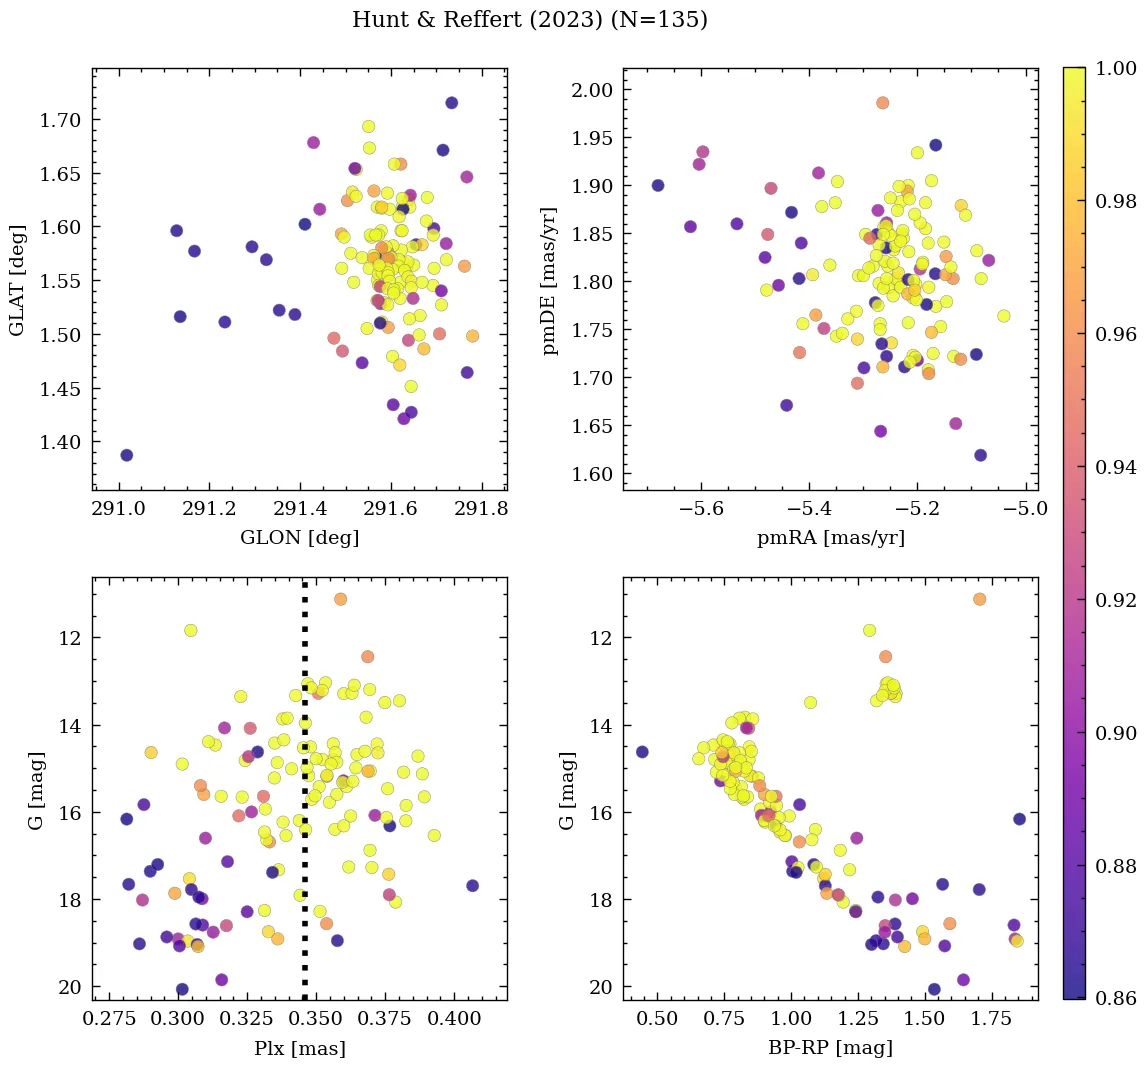 Hunt & Reffert (2023) (N=135)
1.70
1.65
1.60
1.55
1.50
1.45
1.40
GLAT [deg]
291.0 291.2 291.4 291.6 291.8
GLON [deg]
2.00
1.95
1.90
1.85
1.80
1.75
1.70
1.65
1.60
pmDE [mas/yr]
−5.6 −5.4 −5.2 −5.0
pmRA [mas/yr]
12
14
16
18
20
G [mag]
0.275 0.300 0.325 0.350 0.375 0.400
Plx [mas]
12
14
16
18
20
G [mag]
0.50 0.75 1.00 1.25 1.50 1.75
BP-RP [mag]
1.00
0.98
0.96
0.94
0.92
0.90
0.88
0.86